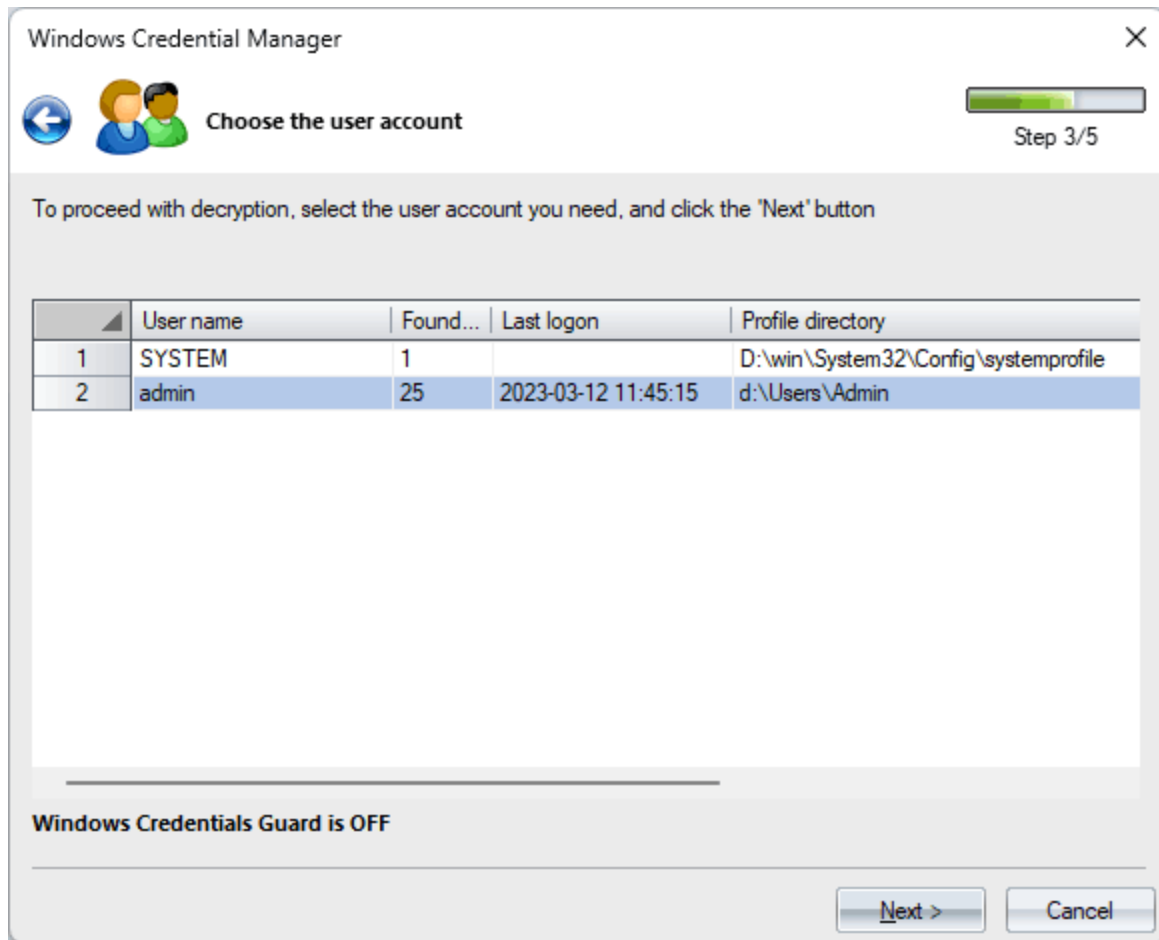 Windows Credential Manager
Choose the user account
Step 3/5
To proceed with decryption, select the user account you need, and click the 'Next' button
User name Found... Last logon Profile directory
1 SYSTEM 1 D:\win\System32\Config\systemprofile
2 admin 25 2023-03-12 11:45:15 d:\Users\Admin
Windows Credentials Guard is OFF
Next > Cancel